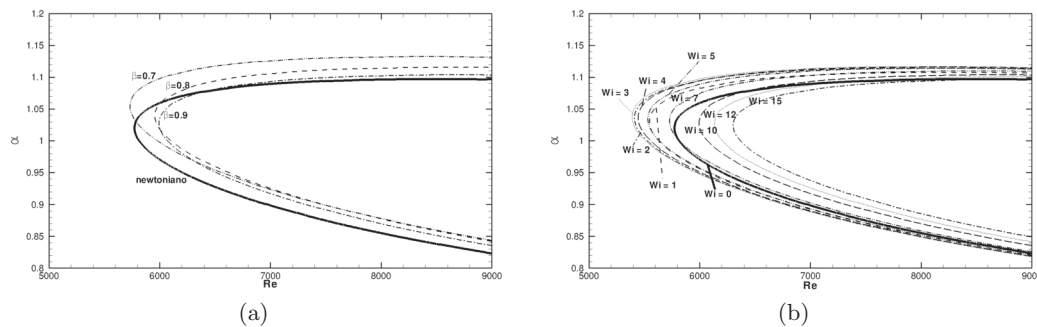 1.2
1.15
1.1
1.05
1
0.95
0.9
0.85
0.8
α
5000 6000 7000 8000 9000
Re
β=0.7
β=0.8
β=0.9
newtoniano
(a)
1.2
1.15
1.1
1.05
1
0.95
0.9
0.85
0.8
α
5000 6000 7000 8000 900
Re
Wi = 5
Wi = 4
Wi = 3
Wi = 7
Wi = 15
Wi = 12
Wi = 10
Wi = 2
Wi = 1
Wi = 0
(b)